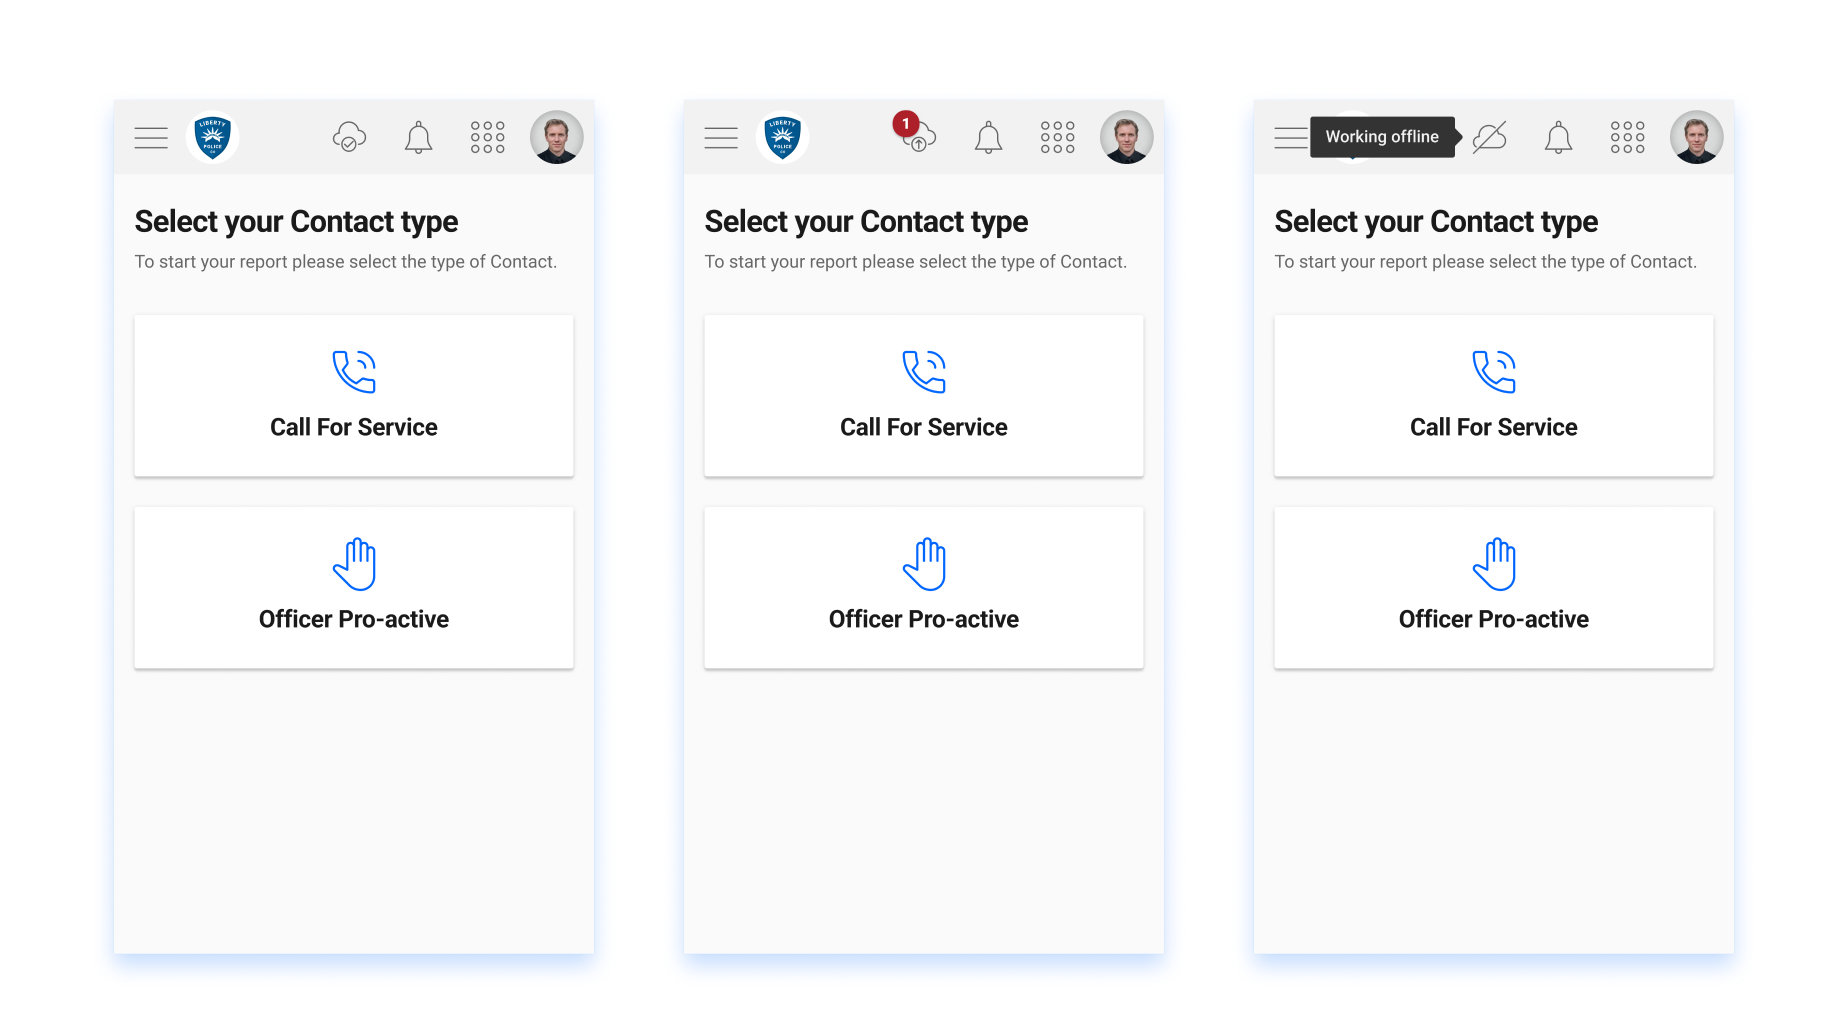 LIBERTY
POLICE
CO
Select your Contact type
To start your report please select the type of Contact.
Call For Service
Officer Pro-active
LIBERTY
POLICE
CO
1
Select your Contact type
To start your report please select the type of Contact.
Call For Service
Officer Pro-active
Working offline
Select your Contact type
To start your report please select the type of Contact.
Call For Service
Officer Pro-active